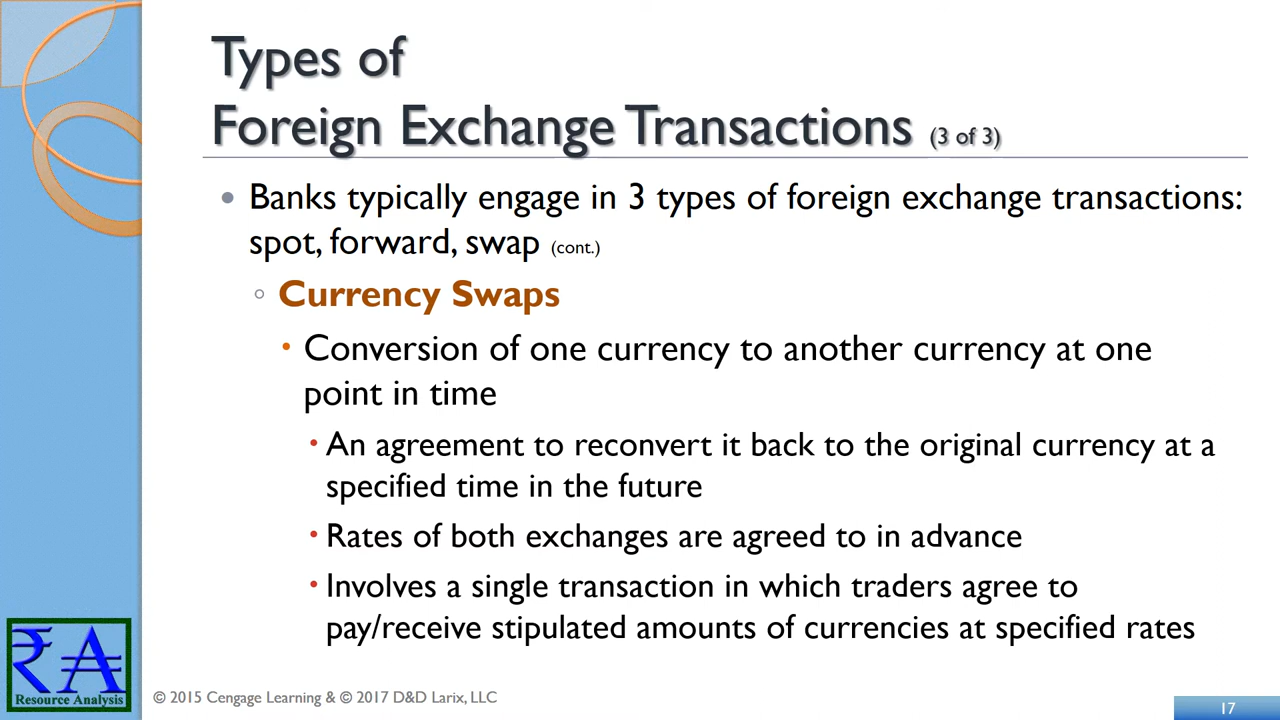 Types of
Foreign Exchange Transactions (3 of 3)
• Banks typically engage in 3 types of foreign exchange transactions:
spot, forward, swap (cont.)
◦ Currency Swaps
• Conversion of one currency to another currency at one
point in time
• An agreement to reconvert it back to the original currency at a
specified time in the future
• Rates of both exchanges are agreed to in advance
• Involves a single transaction in which traders agree to
pay/receive stipulated amounts of currencies at specified rates
₹A
Resource Analysis
© 2015 Cengage Learning & © 2017 D&D Larix, LLC
17